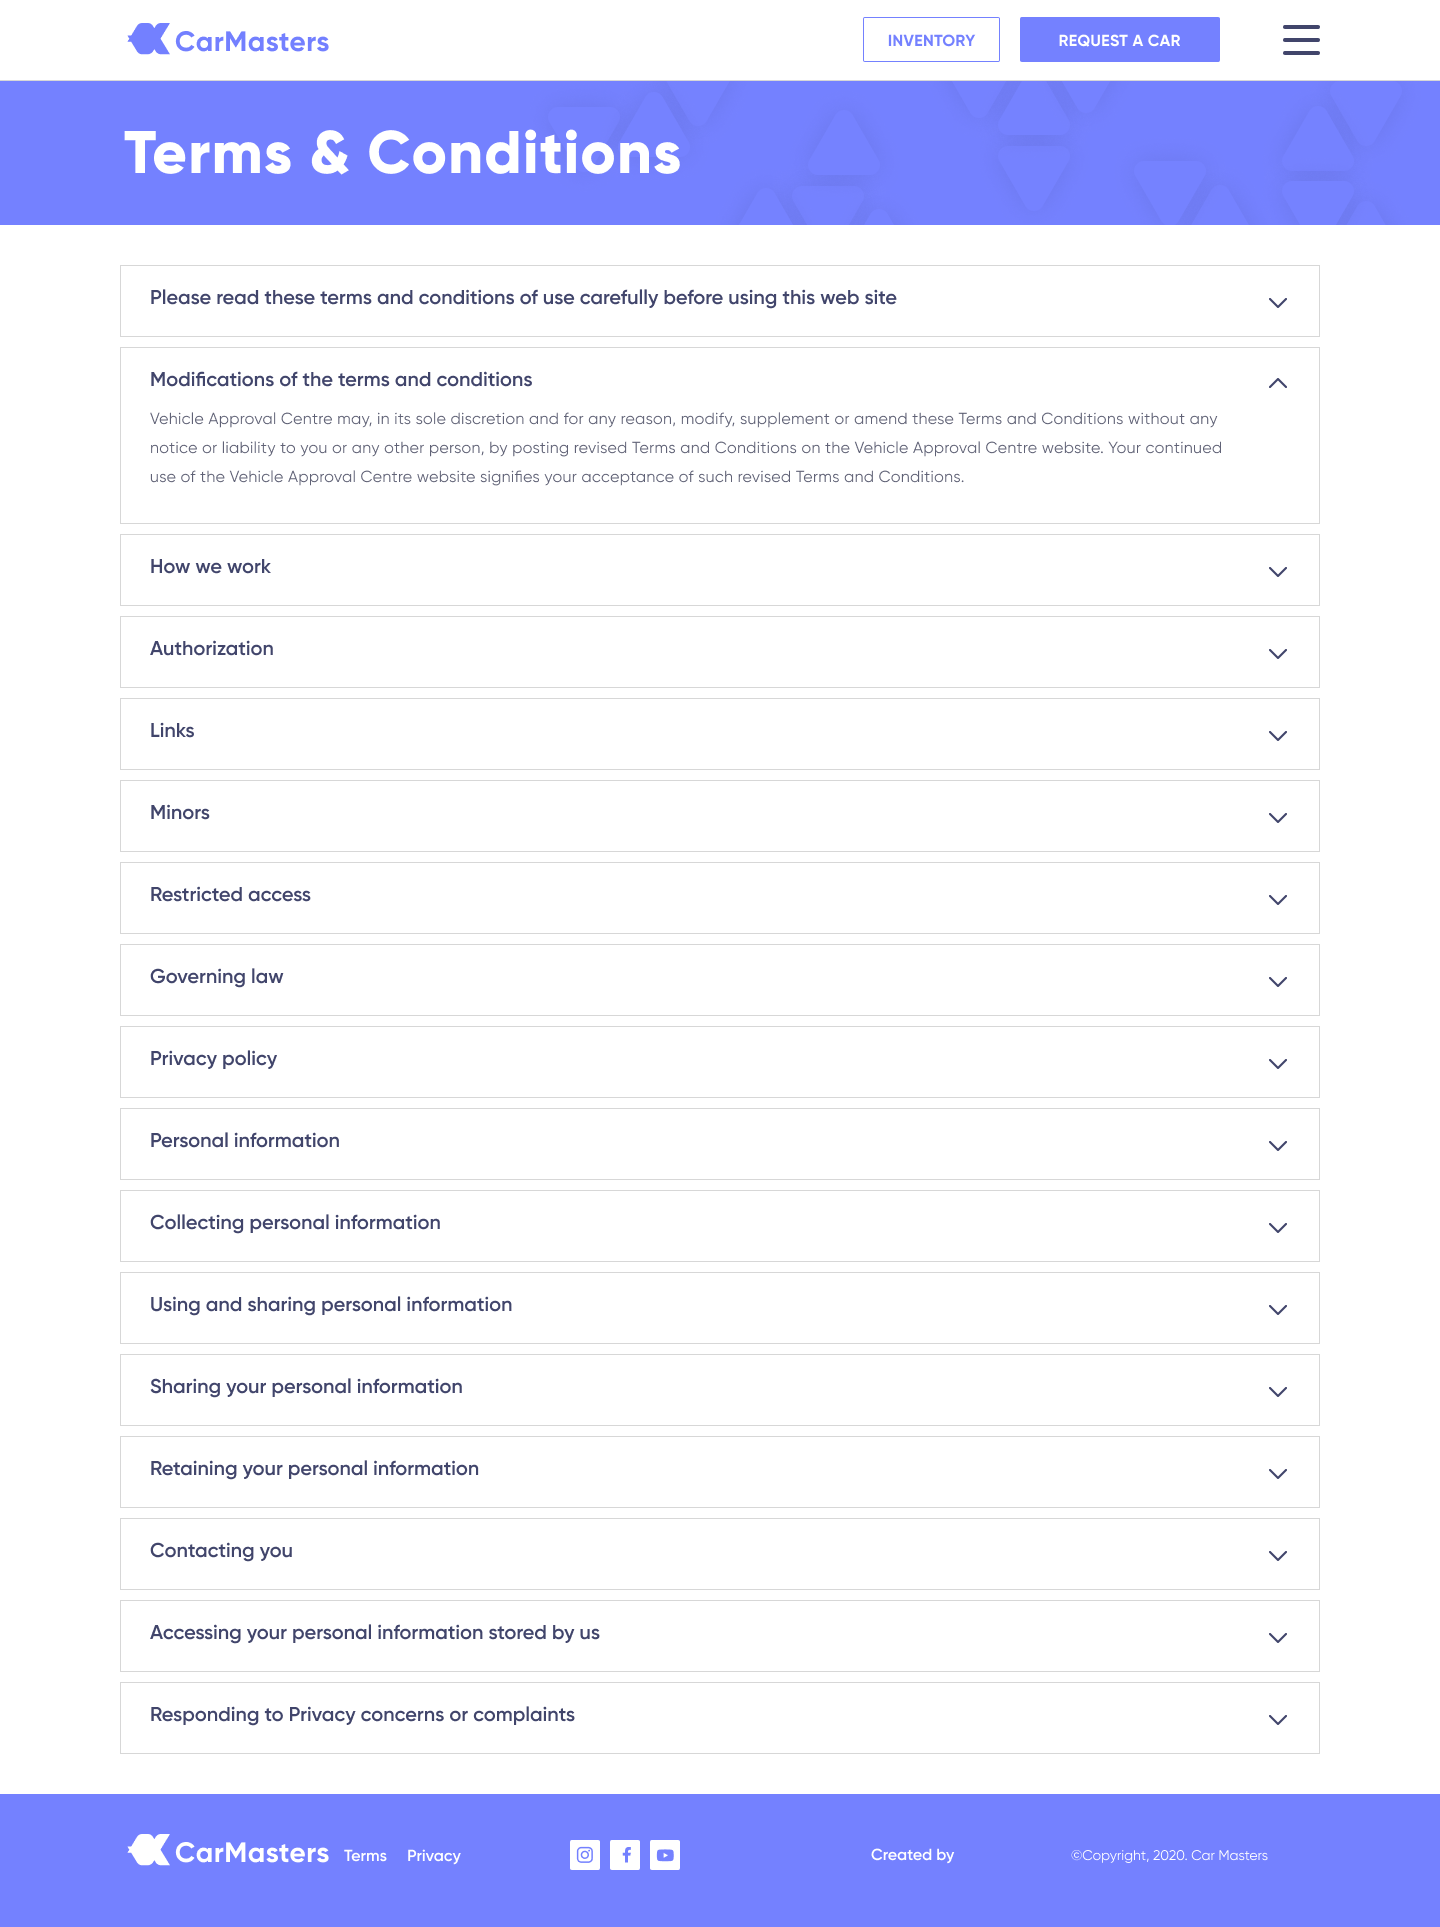 CarMasters
INVENTORY
REQUEST A CAR
Terms & Conditions
Please read these terms and conditions of use carefully before using this web site
Modifications of the terms and conditions
Vehicle Approval Centre may, in its sole discretion and for any reason, modify, supplement or amend these Terms and Conditions without any
notice or liability to you or any other person, by posting revised Terms and Conditions on the Vehicle Approval Centre website. Your continued
use of the Vehicle Approval Centre website signifies your acceptance of such revised Terms and Conditions.
How we work
Authorization
Links
Minors
Restricted access
Governing law
Privacy policy
Personal information
Collecting personal information
Using and sharing personal information
Sharing your personal information
Retaining your personal information
Contacting you
Accessing your personal information stored by us
Responding to Privacy concerns or complaints
CarMasters
Terms
Privacy
Created by
©Copyright, 2020. Car Masters